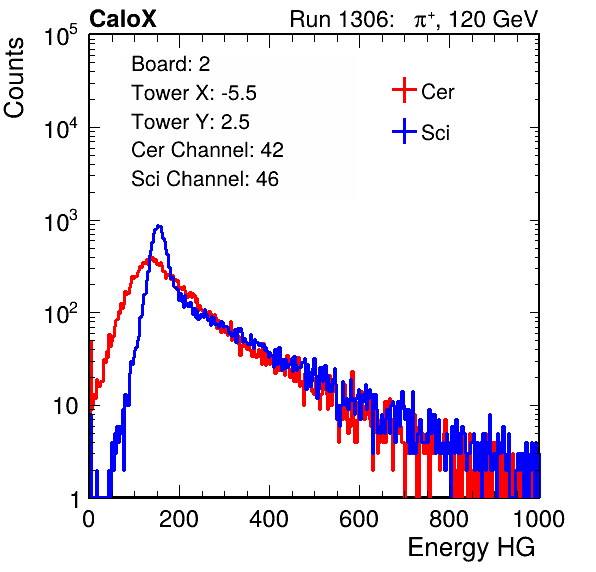 CaloX Run 1306: π⁺, 120 GeV
Counts
10⁵
10⁴
10³
10²
10
1
Board: 2
Tower X: -5.5
Tower Y: 2.5
Cer Channel: 42
Sci Channel: 46
Cer
Sci
0 200 400 600 800 1000
Energy HG